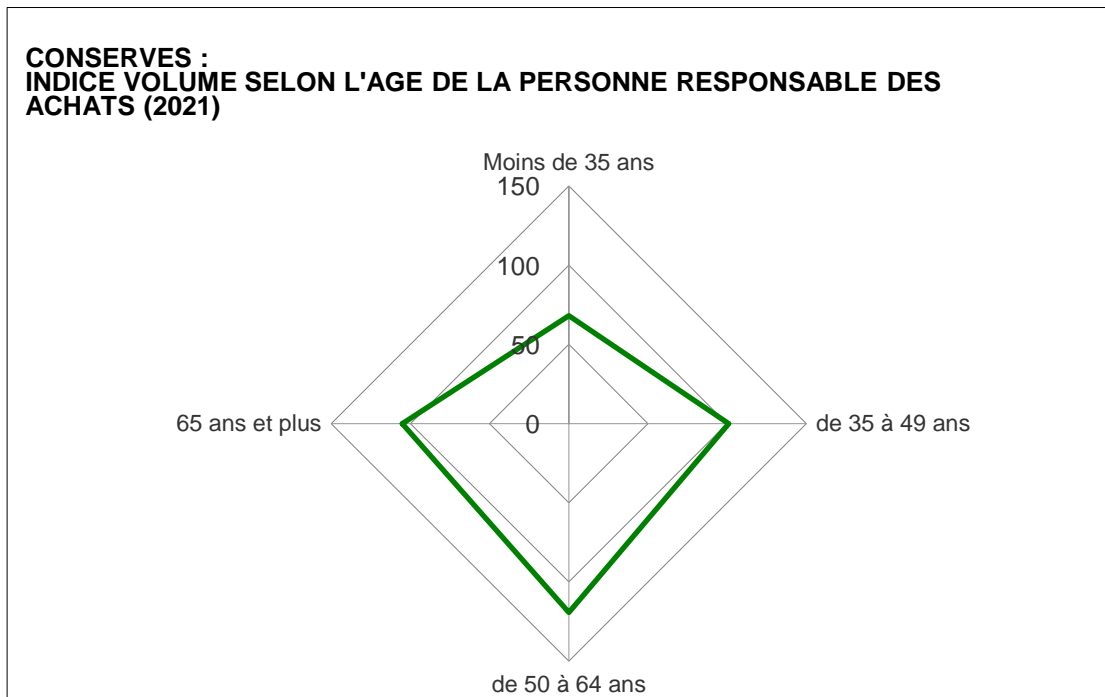 CONSERVES :
INDICE VOLUME SELON L'AGE DE LA PERSONNE RESPONSABLE DES
ACHATS (2021)
Moins de 35 ans
150
100
50
65 ans et plus
0
de 35 à 49 ans
de 50 à 64 ans